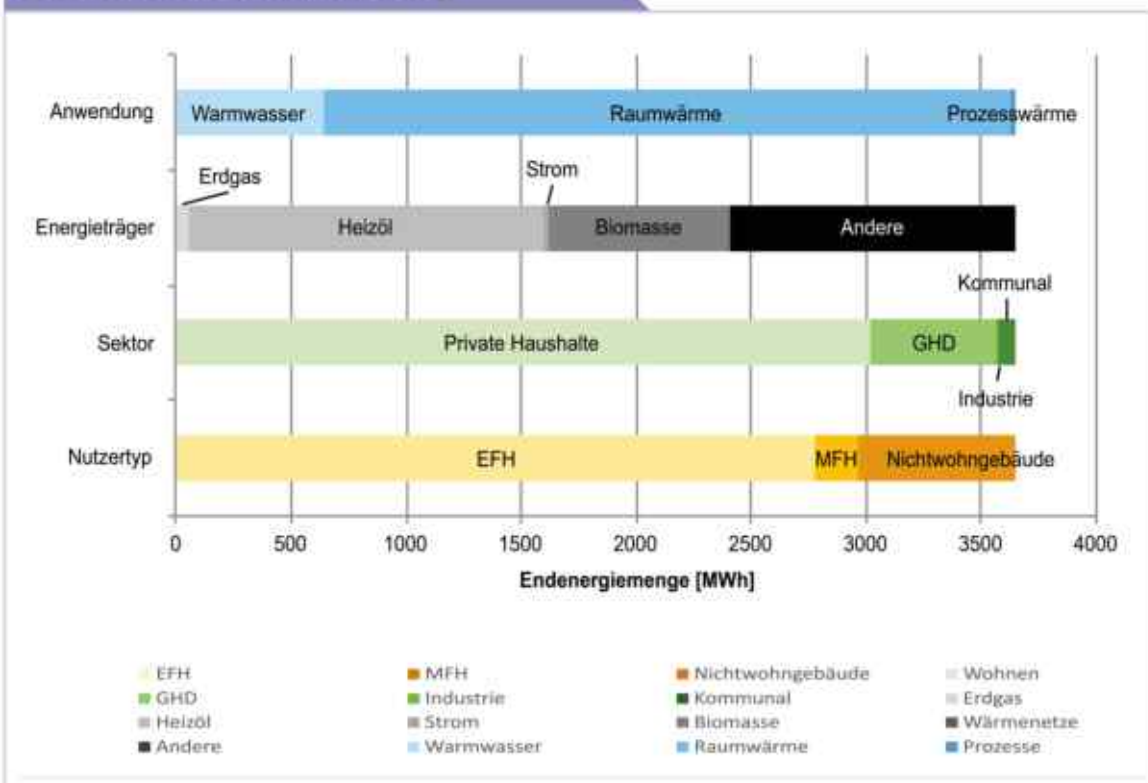 Anwendung
Warmwasser
Raumwärme
Prozesswärme
Erdgas
Strom
Energieträger
Heizöl
Biomasse
Andere
Kommunal
Sektor
Private Haushalte
GHD
Industrie
Nutzertyp
EFH
MFH
Nichtwohngebäude
0 500 1000 1500 2000 2500 3000 3500 4000
Endenergiemenge [MWh]
EFH MFH Nichtwohngebäude Wohnen
GHD Industrie Kommunal Erdgas
Heizöl Strom Biomasse Wärmenetze
Andere Warmwasser Raumwärme Prozesse